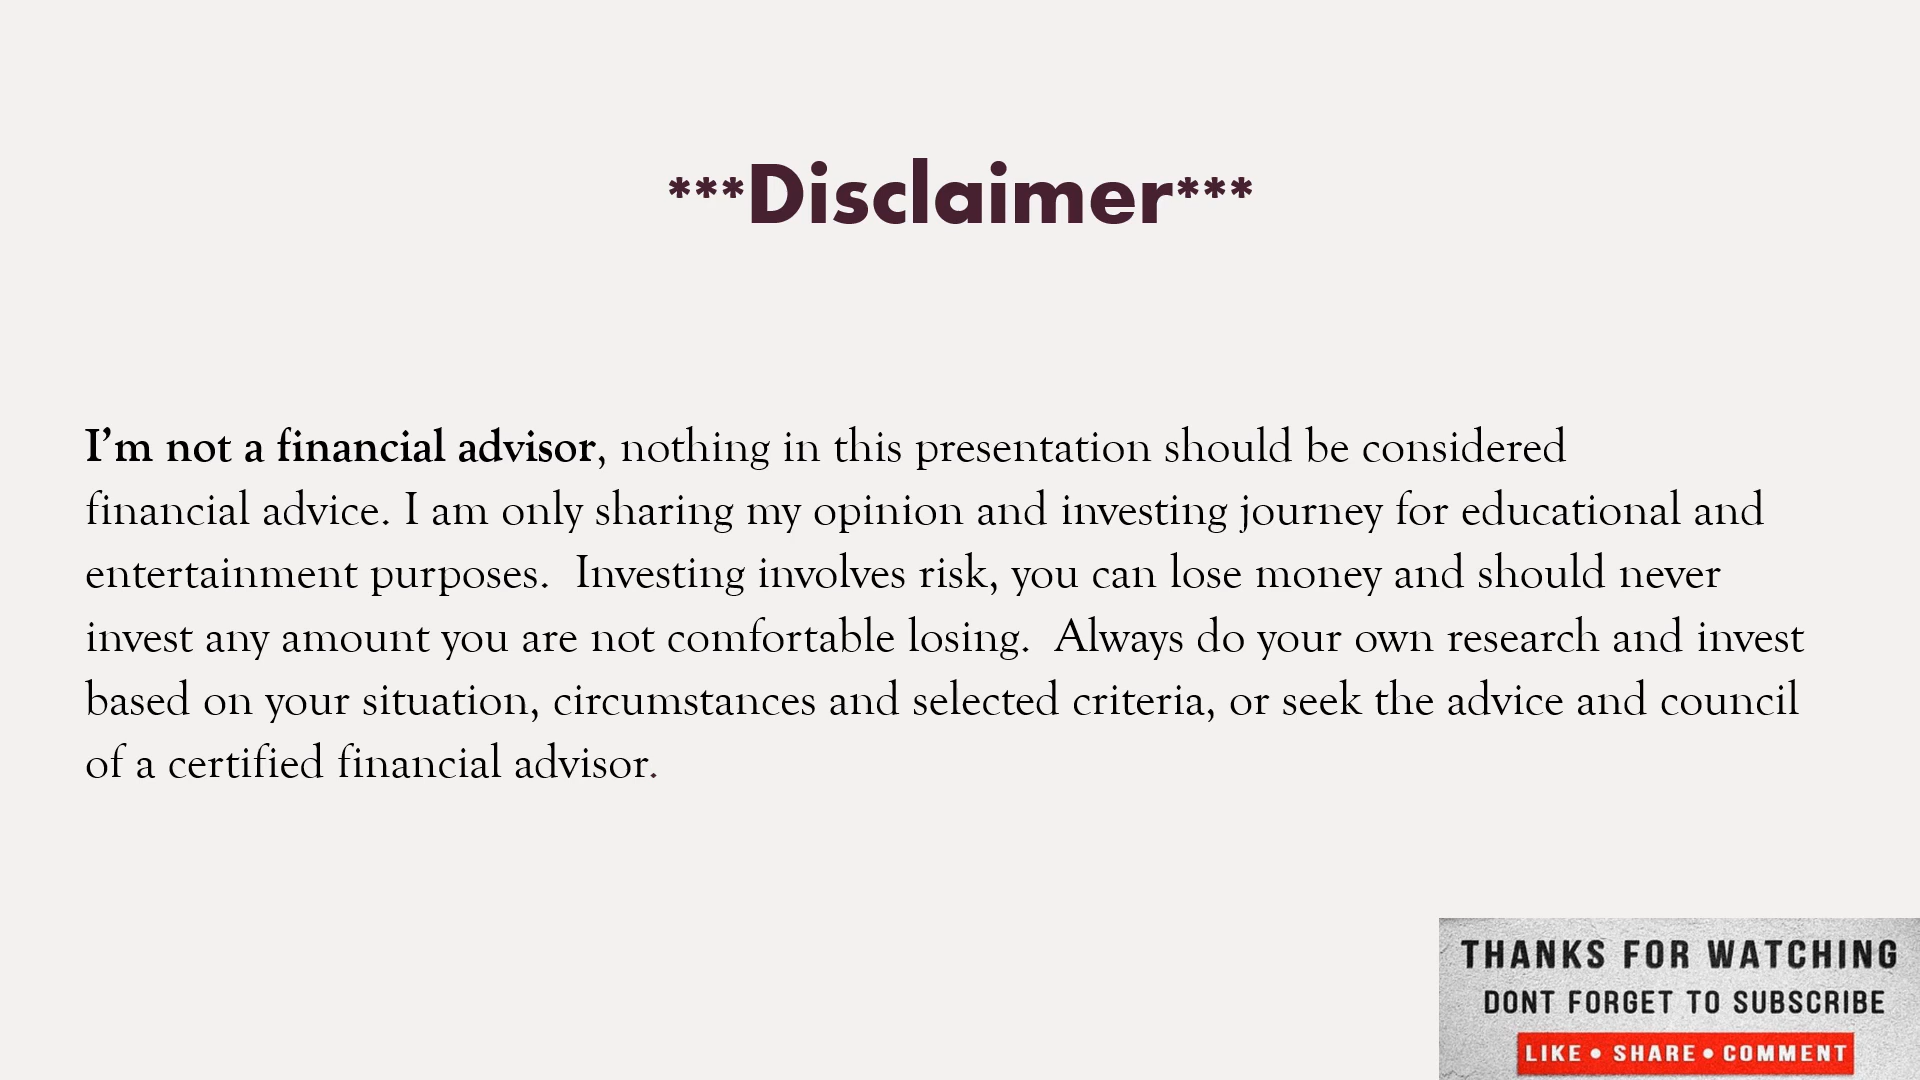 ***Disclaimer***
I’m not a financial advisor, nothing in this presentation should be considered
financial advice. I am only sharing my opinion and investing journey for educational and
entertainment purposes.  Investing involves risk, you can lose money and should never
invest any amount you are not comfortable losing.  Always do your own research and invest
based on your situation, circumstances and selected criteria, or seek the advice and council
of a certified financial advisor.
THANKS FOR WATCHING
DONT FORGET TO SUBSCRIBE
LIKE • SHARE • COMMENT